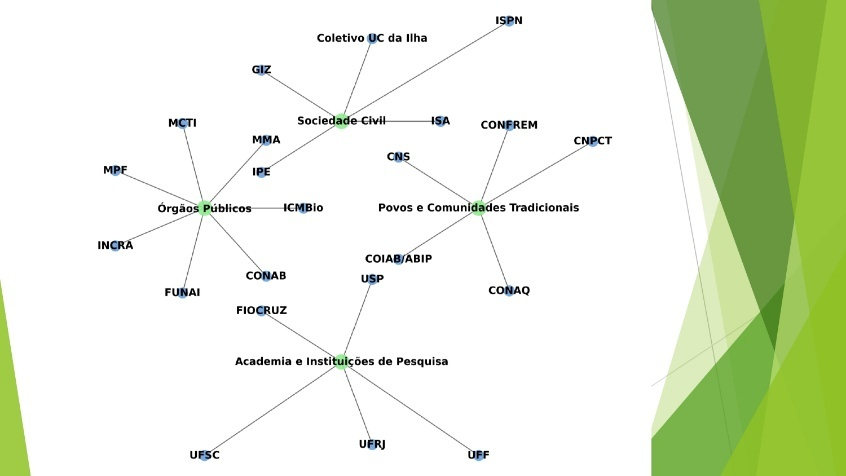 ISPN
Coletivo UC da Ilha
GIZ
Sociedade Civil
ISA
MCTI
CONFREM
MMA
CNPCT
CNS
MPF
IPE
Órgãos Públicos
ICMBio
Povos e Comunidades Tradicionais
INCRA
COIAB/ABIP
CONAB
USP
FUNAI
CONAQ
FIOCRUZ
Academia e Instituições de Pesquisa
UFRJ
UFSC
UFF